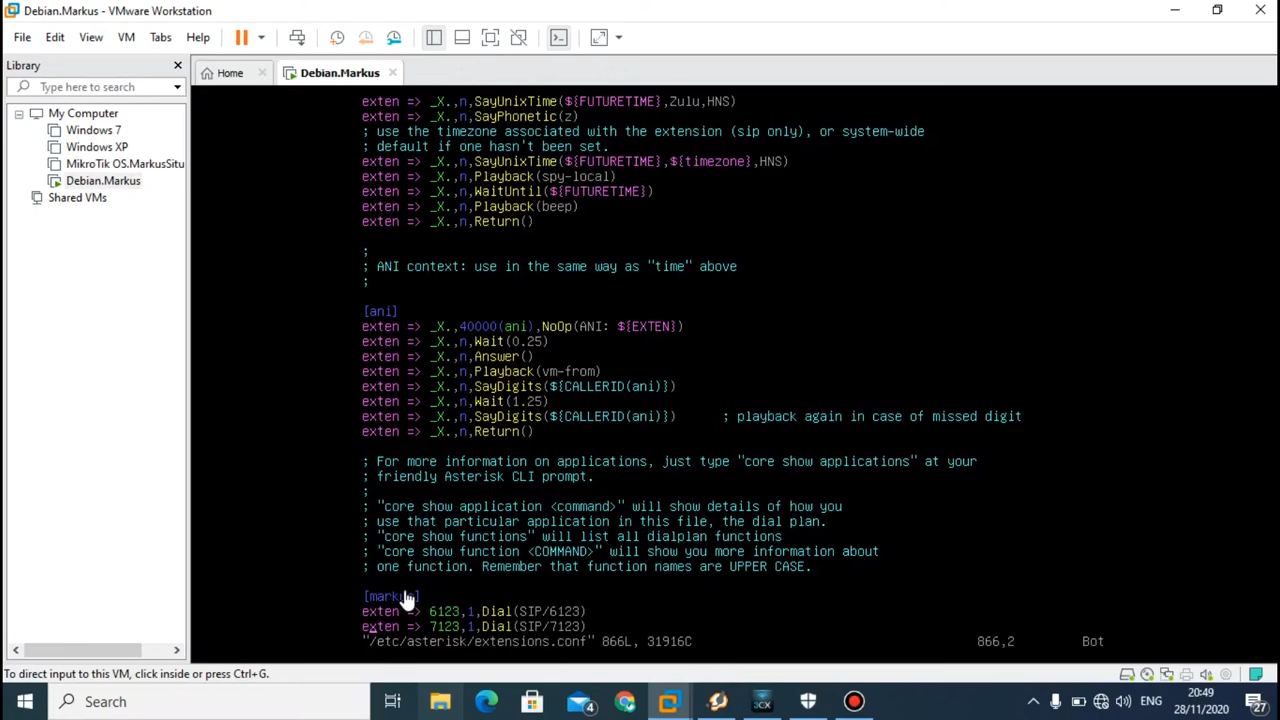 Debian.Markus - VMware Workstation
File Edit View VM Tabs Help
Library
Type here to search
My Computer
Windows 7
Windows XP
MikroTik OS.MarkusSitu
Debian.Markus
Shared VMs
Home
Debian.Markus
exten => _X.,n,SayUnixTime(${FUTURETIME},Zulu,HNS)
exten => _X.,n,SayPhonetic(z)
; use the timezone associated with the extension (sip only), or system-wide
; default if one hasn't been set.
exten => _X.,n,SayUnixTime(${FUTURETIME},${timezone},HNS)
exten => _X.,n,Playback(spy-local)
exten => _X.,n,WaitUntil(${FUTURETIME})
exten => _X.,n,Playback(beep)
exten => _X.,n,Return()
;
; ANI context: use in the same way as "time" above
;
[ani]
exten => _X.,40000(ani),NoOp(ANI: ${EXTEN})
exten => _X.,n,Wait(0.25)
exten => _X.,n,Answer()
exten => _X.,n,Playback(vm-from)
exten => _X.,n,SayDigits(${CALLERID(ani)})
exten => _X.,n,Wait(1.25)
exten => _X.,n,SayDigits(${CALLERID(ani)}) ; playback again in case of missed digit
exten => _X.,n,Return()
; For more information on applications, just type "core show applications" at your
; friendly Asterisk CLI prompt.
;
; "core show application <command>" will show details of how you
; use that particular application in this file, the dial plan.
; "core show functions" will list all dialplan functions
; "core show function <COMMAND>" will show you more information about
; one function. Remember that function names are UPPER CASE.
[markus]
exten => 6123,1,Dial(SIP/6123)
exten => 7123,1,Dial(SIP/7123)
"/etc/asterisk/extensions.conf" 866L, 31916C 866,2 Bot
To direct input to this VM, click inside or press Ctrl+G.
Search
4
3CX
ENG
20:49
28/11/2020
27